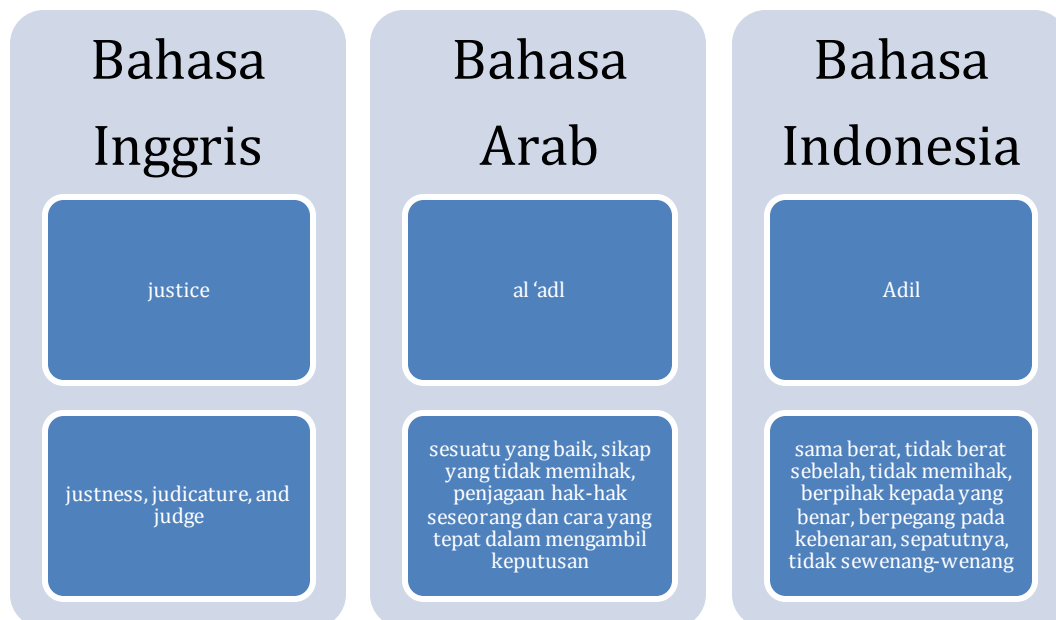 Bahasa
Inggris
justice
justness, judicature, and
judge
Bahasa
Arab
al ‘adl
sesuatu yang baik, sikap
yang tidak memihak,
penjagaan hak-hak
seseorang dan cara yang
tepat dalam mengambil
keputusan
Bahasa
Indonesia
Adil
sama berat, tidak berat
sebelah, tidak memihak,
berpihak kepada yang
benar, berpegang pada
kebenaran, sepatutnya,
tidak sewenang-wenang